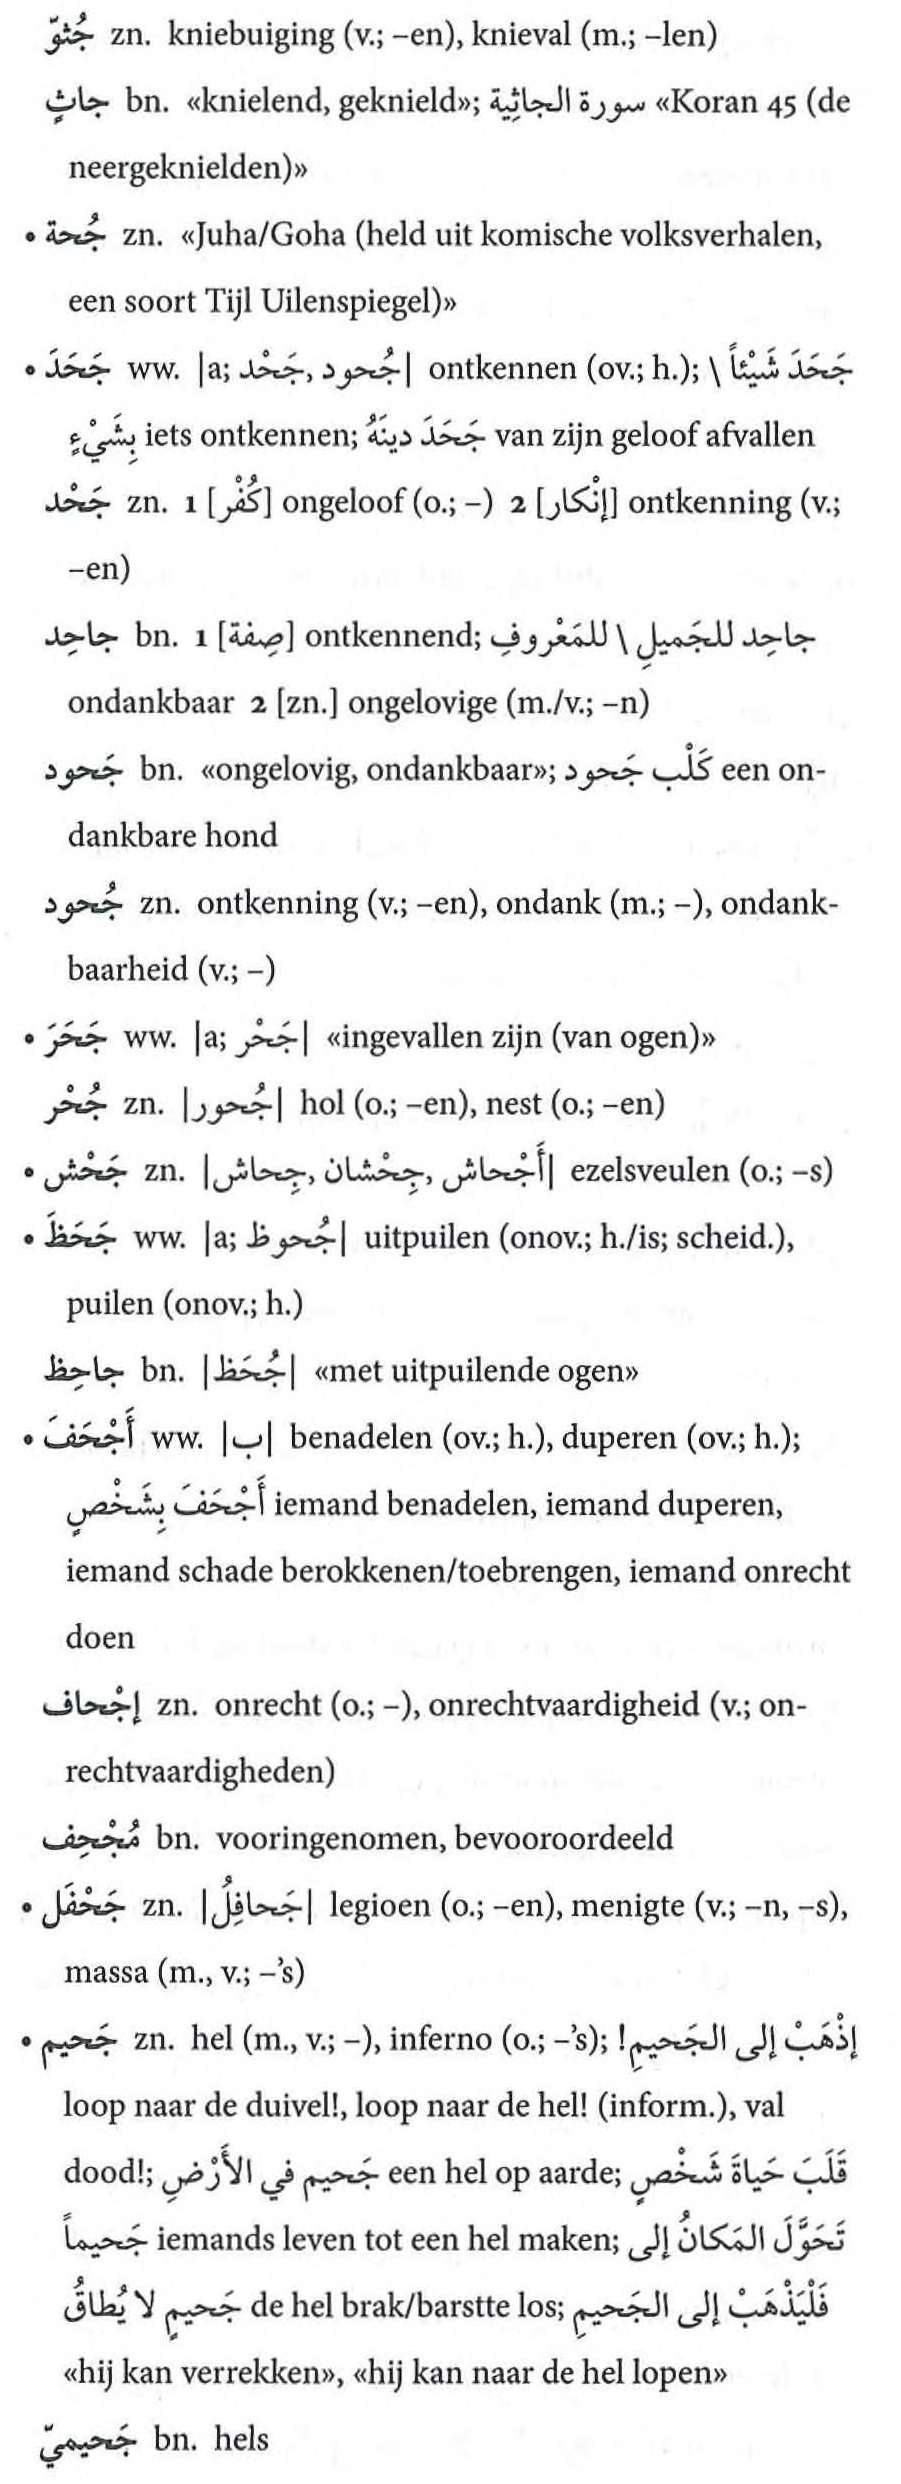 جُثوّ zn. kniebuiging (v.; –en), knieval (m.; –len)
جاثٍ bn. «knielend, geknield»; سورة الجاثِية «Koran 45 (de
neergeknielden)»
• جُحة zn. «Juha/Goha (held uit komische volksverhalen,
een soort Tijl Uilenspiegel)»
• جَحَدَ ww. |a; جَحْد, جُحود| ontkennen (ov.; h.); جَحَدَ شَيْئاً \
بِشَيْءٍ iets ontkennen; جَحَدَ دينَهُ van zijn geloof afvallen
جَحْد zn. 1 [كُفْر] ongeloof (o.; –) 2 [إنْكار] ontkenning (v.;
–en)
جاحِد bn. 1 [صِفة] ontkennend; جاحِد للجَميلِ \ للمَعْروفِ
ondankbaar 2 [zn.] ongelovige (m./v.; –n)
جَحود bn. «ongelovig, ondankbaar»; كَلْب جَحود een on-
dankbare hond
جُحود zn. ontkenning (v.; –en), ondank (m.; –), ondank-
baarheid (v.; –)
• جَحَرَ ww. |a; جَحْر| «ingevallen zijn (van ogen)»
جُحْر zn. |جُحور| hol (o.; –en), nest (o.; –en)
• جَحْش zn. |جِحاش, جِحْشان, أَجْحاش| ezelsveulen (o.; –s)
• جَحَظَ ww. |a; جُحوظ| uitpuilen (onov.; h./is; scheid.),
puilen (onov.; h.)
جاحِظ bn. |جُحَّظ| «met uitpuilende ogen»
• أَجْحَفَ ww. |ب| benadelen (ov.; h.), duperen (ov.; h.);
أَجْحَفَ بِشَخْصٍ iemand benadelen, iemand duperen,
iemand schade berokkenen/toebrengen, iemand onrecht
doen
إجْحاف zn. onrecht (o.; –), onrechtvaardigheid (v.; on-
rechtvaardigheden)
مُجْحِف bn. vooringenomen, bevooroordeeld
• جَحْفَل zn. |جَحافِلُ| legioen (o.; –en), menigte (v.; –n, –s),
massa (m., v.; –’s)
• جَحيم zn. hel (m., v.; –), inferno (o.; –’s); إذْهَبْ إلى الجَحيمِ!
loop naar de duivel!, loop naar de hel! (inform.), val
dood!; جَحيم في الأَرْضِ een hel op aarde; قَلَبَ حَياةَ شَخْصٍ
جَحيماً iemands leven tot een hel maken; تَحَوَّلَ المَكانُ إلى
جَحيمٍ لا يُطاقُ de hel brak/barstte los; فَلْيَذْهَبْ إلى الجَحيمِ
«hij kan verrekken», «hij kan naar de hel lopen»
جَحيميّ bn. hels